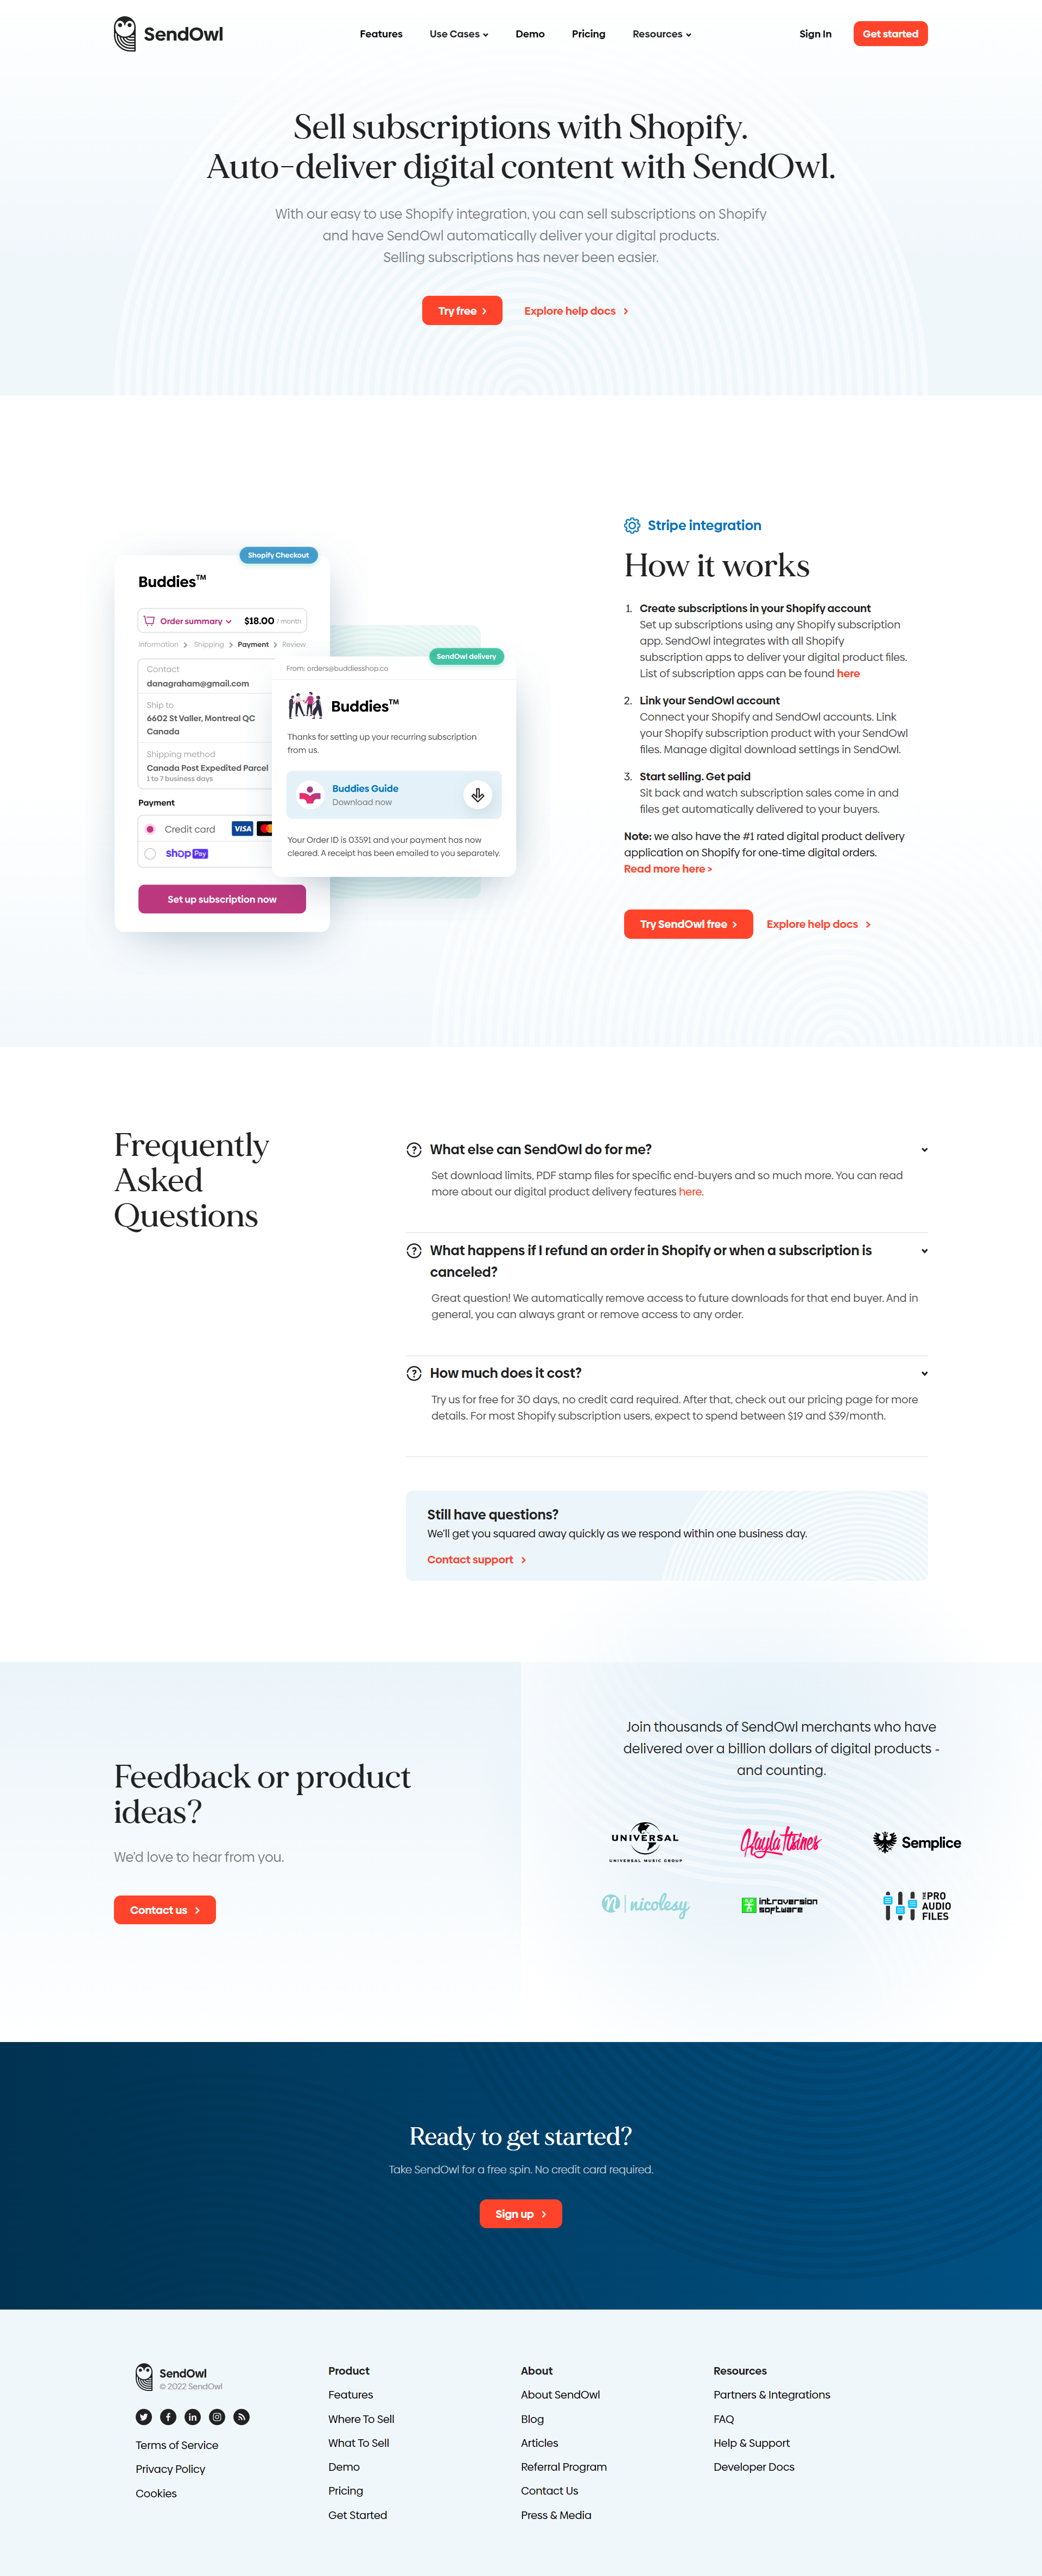 SendOwl
Features
Use Cases
Demo
Pricing
Resources
Sign In
Get started
Sell subscriptions with Shopify.
Auto-deliver digital content with SendOwl.
With our easy to use Shopify integration, you can sell subscriptions on Shopify
and have SendOwl automatically deliver your digital products.
Selling subscriptions has never been easier.
Try free
Explore help docs
Shopify Checkout
Buddies™
Order summary
$18.00 / month
Information > Shipping > Payment > Review
Contact
danagraham@gmail.com
Ship to
6602 St Valler, Montreal QC
Canada
Shipping method
Canada Post Expedited Parcel
1 to 7 business days
Payment
Credit card
VISA
shop Pay
Set up subscription now
SendOwl delivery
From: orders@buddiesshop.co
Buddies™
Thanks for setting up your recurring subscription
from us.
Buddies Guide
Download now
Your Order ID is 03591 and your payment has now
cleared. A receipt has been emailed to you separately.
Stripe integration
How it works
1. Create subscriptions in your Shopify account
Set up subscriptions using any Shopify subscription
app. SendOwl integrates with all Shopify
subscription apps to deliver your digital product files.
List of subscription apps can be found here
2. Link your SendOwl account
Connect your Shopify and SendOwl accounts. Link
your Shopify subscription product with your SendOwl
files. Manage digital download settings in SendOwl.
3. Start selling. Get paid
Sit back and watch subscription sales come in and
files get automatically delivered to your buyers.
Note: we also have the #1 rated digital product delivery
application on Shopify for one-time digital orders.
Read more here >
Try SendOwl free
Explore help docs
Frequently
Asked
Questions
What else can SendOwl do for me?
Set download limits, PDF stamp files for specific end-buyers and so much more. You can read
more about our digital product delivery features here.
What happens if I refund an order in Shopify or when a subscription is
canceled?
Great question! We automatically remove access to future downloads for that end buyer. And in
general, you can always grant or remove access to any order.
How much does it cost?
Try us for free for 30 days, no credit card required. After that, check out our pricing page for more
details. For most Shopify subscription users, expect to spend between $19 and $39/month.
Still have questions?
We'll get you squared away quickly as we respond within one business day.
Contact support
Feedback or product
ideas?
We'd love to hear from you.
Contact us
Join thousands of SendOwl merchants who have
delivered over a billion dollars of digital products -
and counting.
UNIVERSAL
UNIVERSAL MUSIC GROUP
Kayla Itsines
Semplice
n nicolesy
introversion
software
THE PRO
AUDIO
FILES
Ready to get started?
Take SendOwl for a free spin. No credit card required.
Sign up
SendOwl
© 2022 SendOwl
Terms of Service
Privacy Policy
Cookies
Product
Features
Where To Sell
What To Sell
Demo
Pricing
Get Started
About
About SendOwl
Blog
Articles
Referral Program
Contact Us
Press & Media
Resources
Partners & Integrations
FAQ
Help & Support
Developer Docs